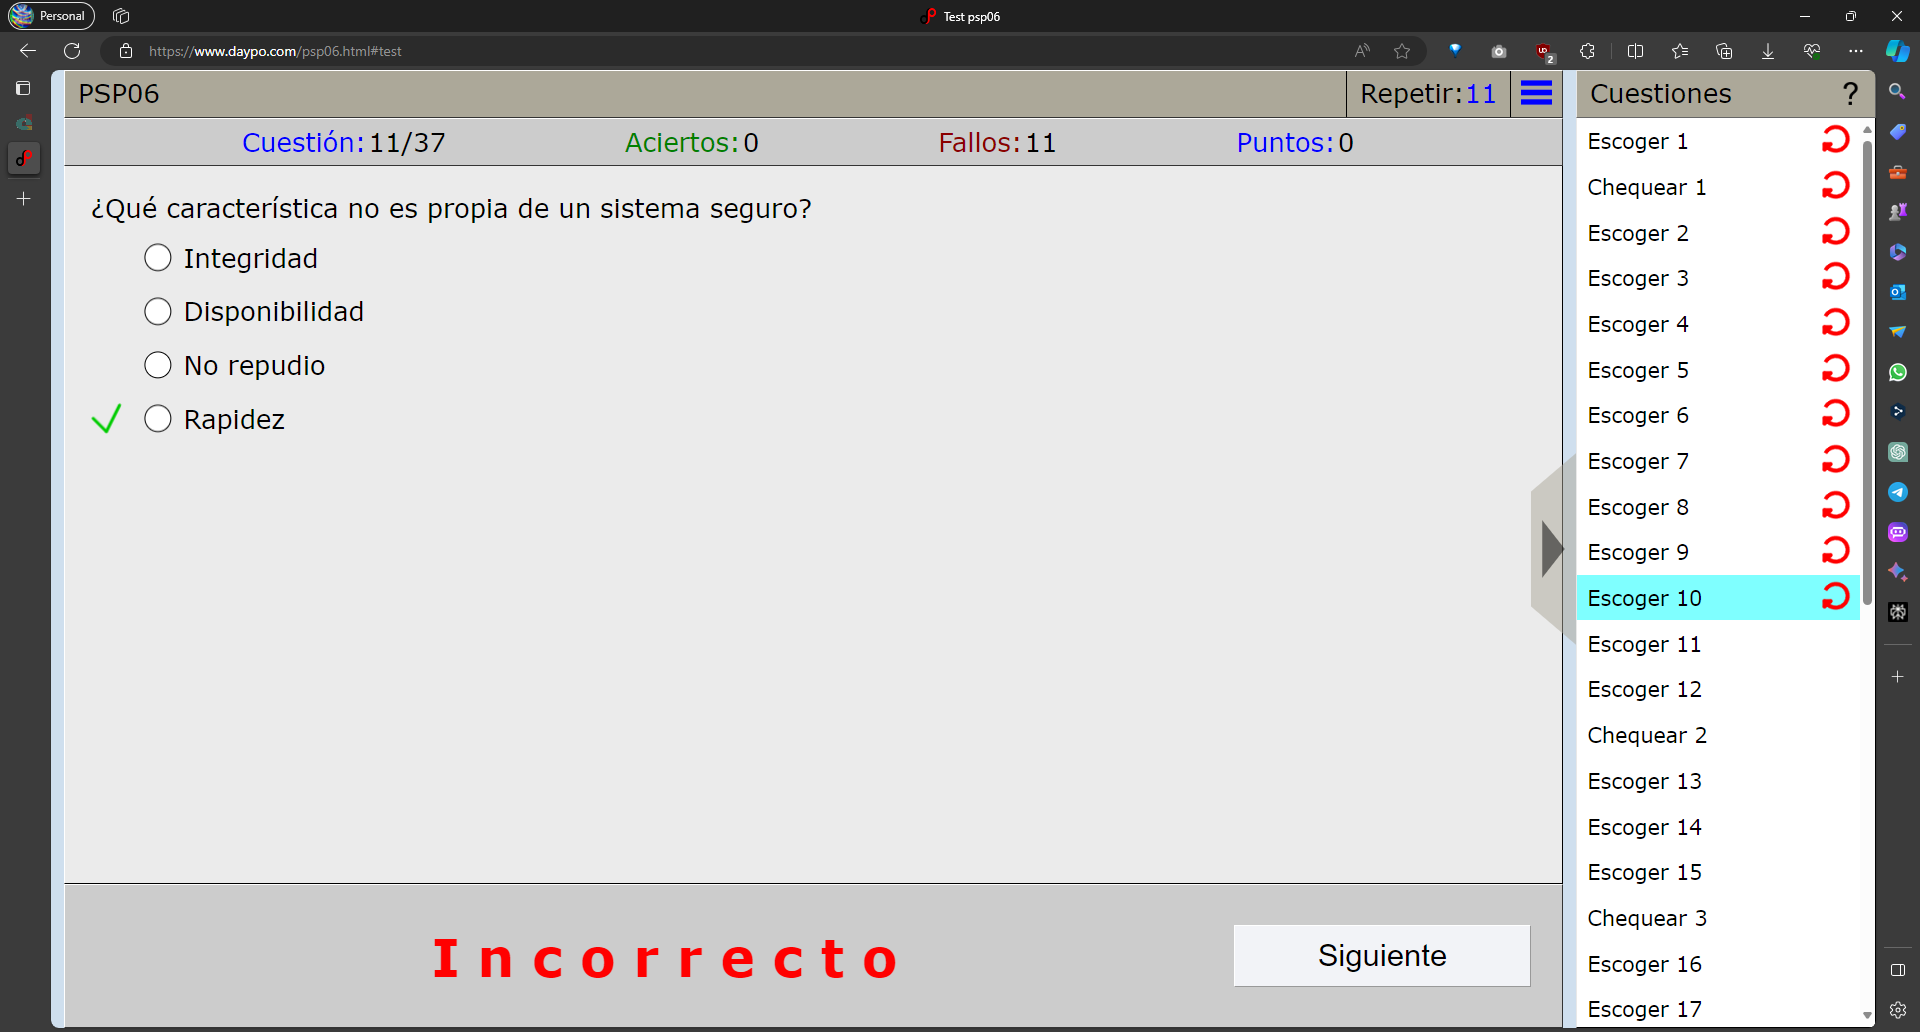 Personal
Test psp06
https://www.daypo.com/psp06.html#test
PSP06
Repetir:11
Cuestiones
?
Cuestión:11/37
Aciertos:0
Fallos:11
Puntos:0
¿Qué característica no es propia de un sistema seguro?
Integridad
Disponibilidad
No repudio
Rapidez
Incorrecto
Siguiente
Escoger 1
Chequear 1
Escoger 2
Escoger 3
Escoger 4
Escoger 5
Escoger 6
Escoger 7
Escoger 8
Escoger 9
Escoger 10
Escoger 11
Escoger 12
Chequear 2
Escoger 13
Escoger 14
Escoger 15
Chequear 3
Escoger 16
Escoger 17
2